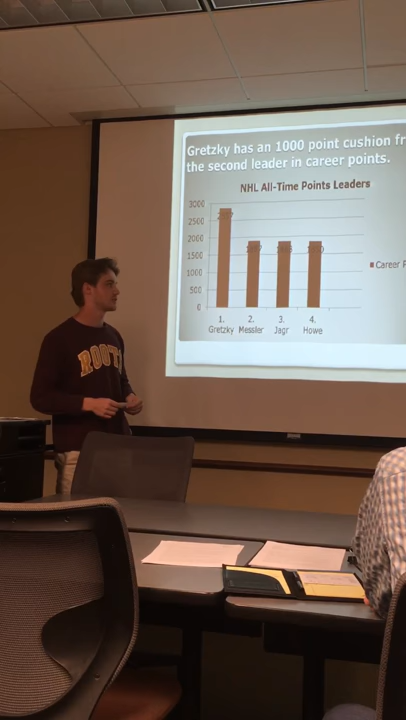 Gretzky has an 1000 point cushion fr
the second leader in career points.
NHL All-Time Points Leaders
3000
2500
2000
1500
1000
500
0
1.
Gretzky
2.
Messier
3.
Jagr
4.
Howe
Career P
ROOTS